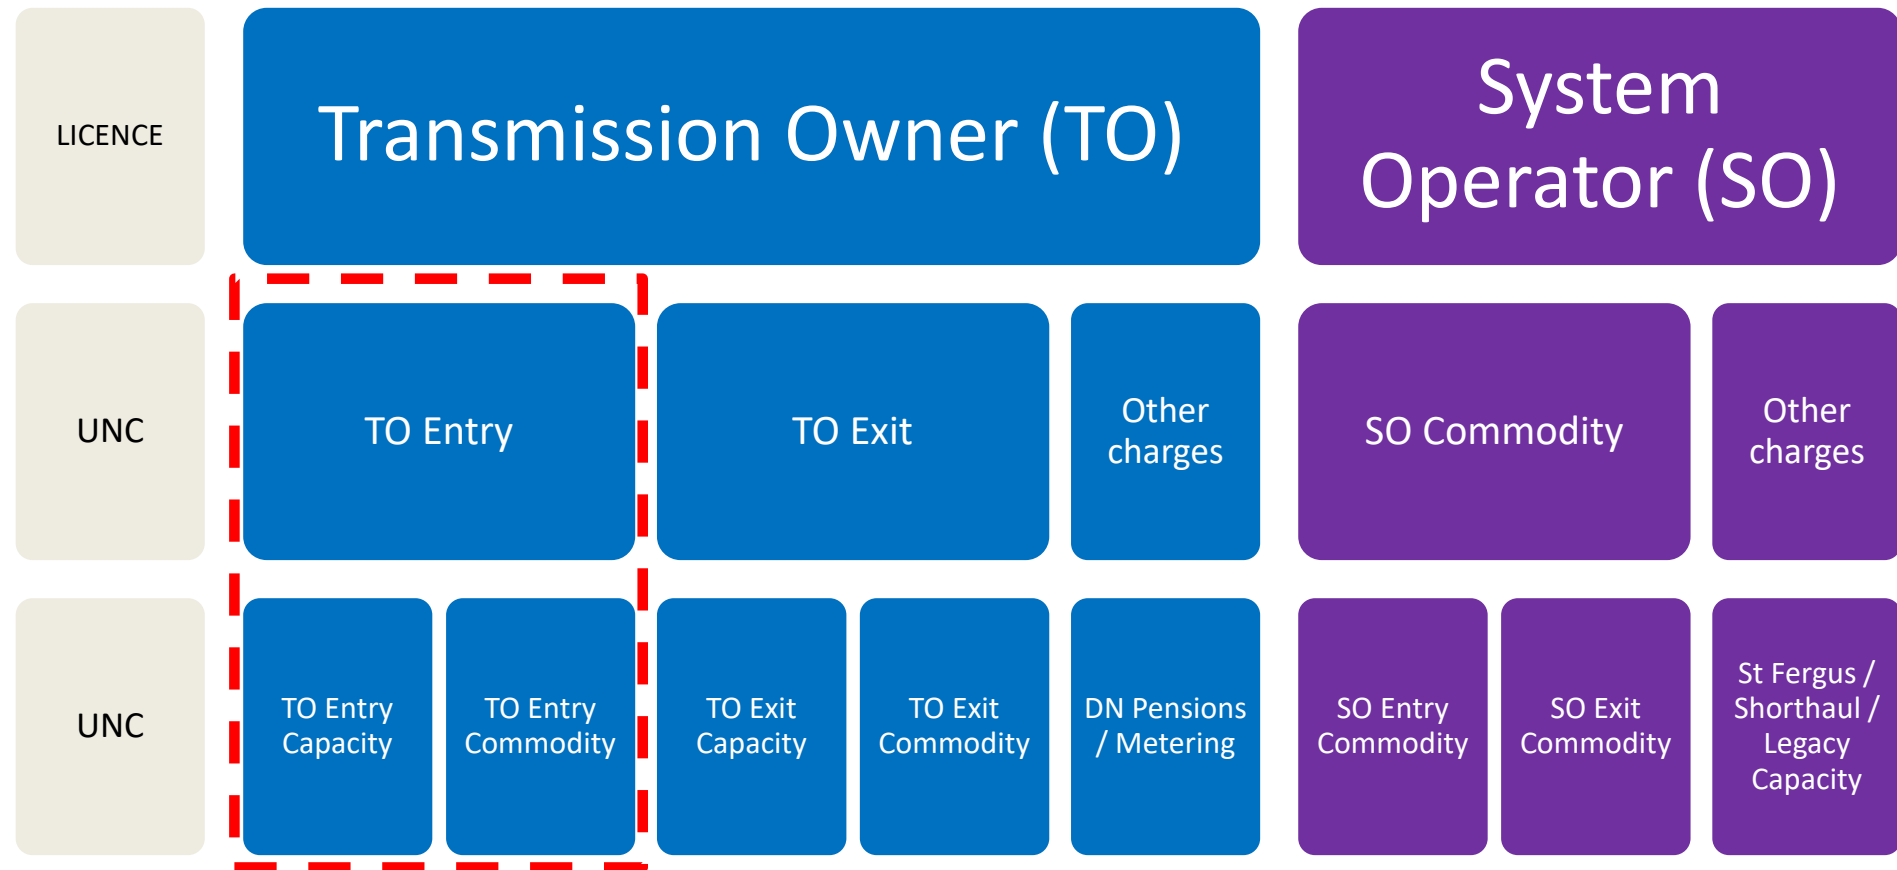 LICENCE
Transmission Owner (TO)
System
Operator (SO)
UNC
TO Entry
TO Exit
Other
charges
SO Commodity
Other
charges
UNC
TO Entry
Capacity
TO Entry
Commodity
TO Exit
Capacity
TO Exit
Commodity
DN Pensions
/ Metering
SO Entry
Commodity
SO Exit
Commodity
St Fergus /
Shorthaul /
Legacy
Capacity